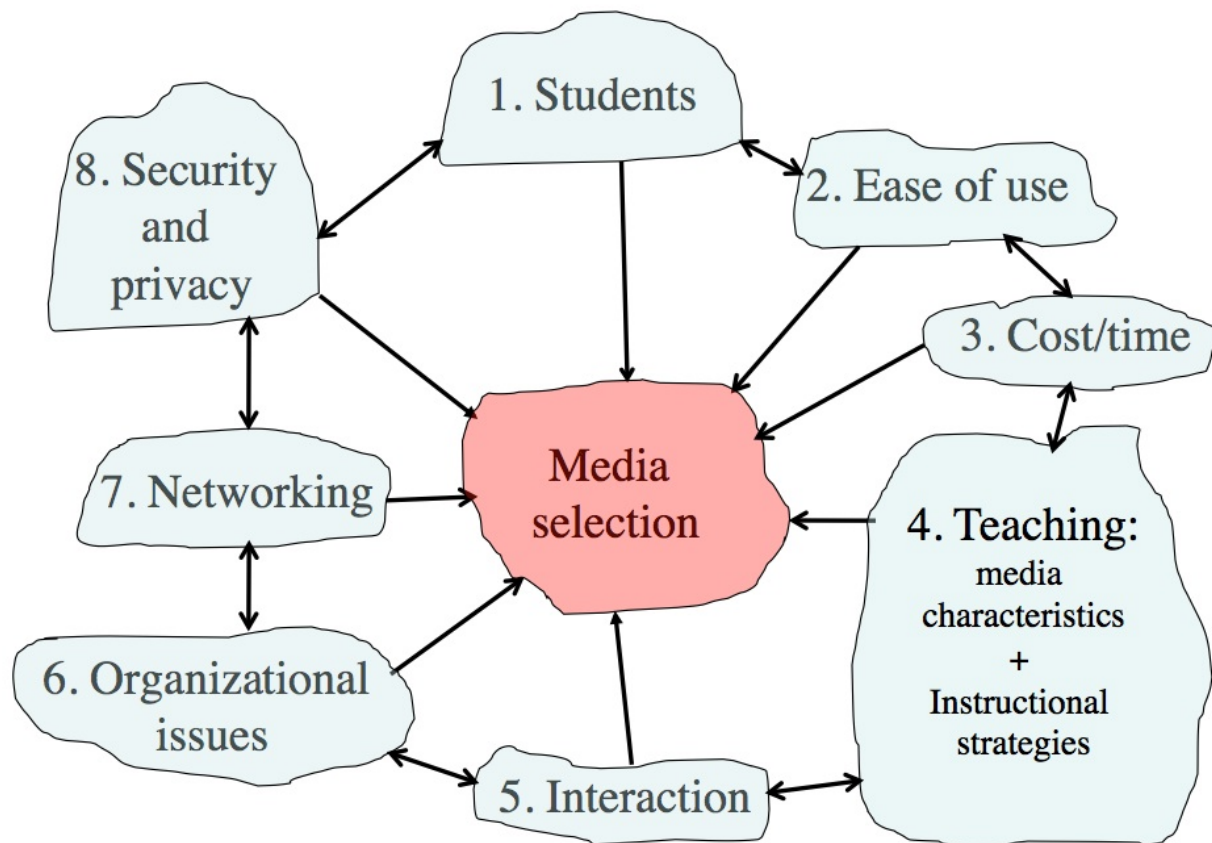 1. Students
2. Ease of use
3. Cost/time
4. Teaching:
media
characteristics
+
Instructional
strategies
5. Interaction
6. Organizational
issues
7. Networking
8. Security
and
privacy
Media
selection